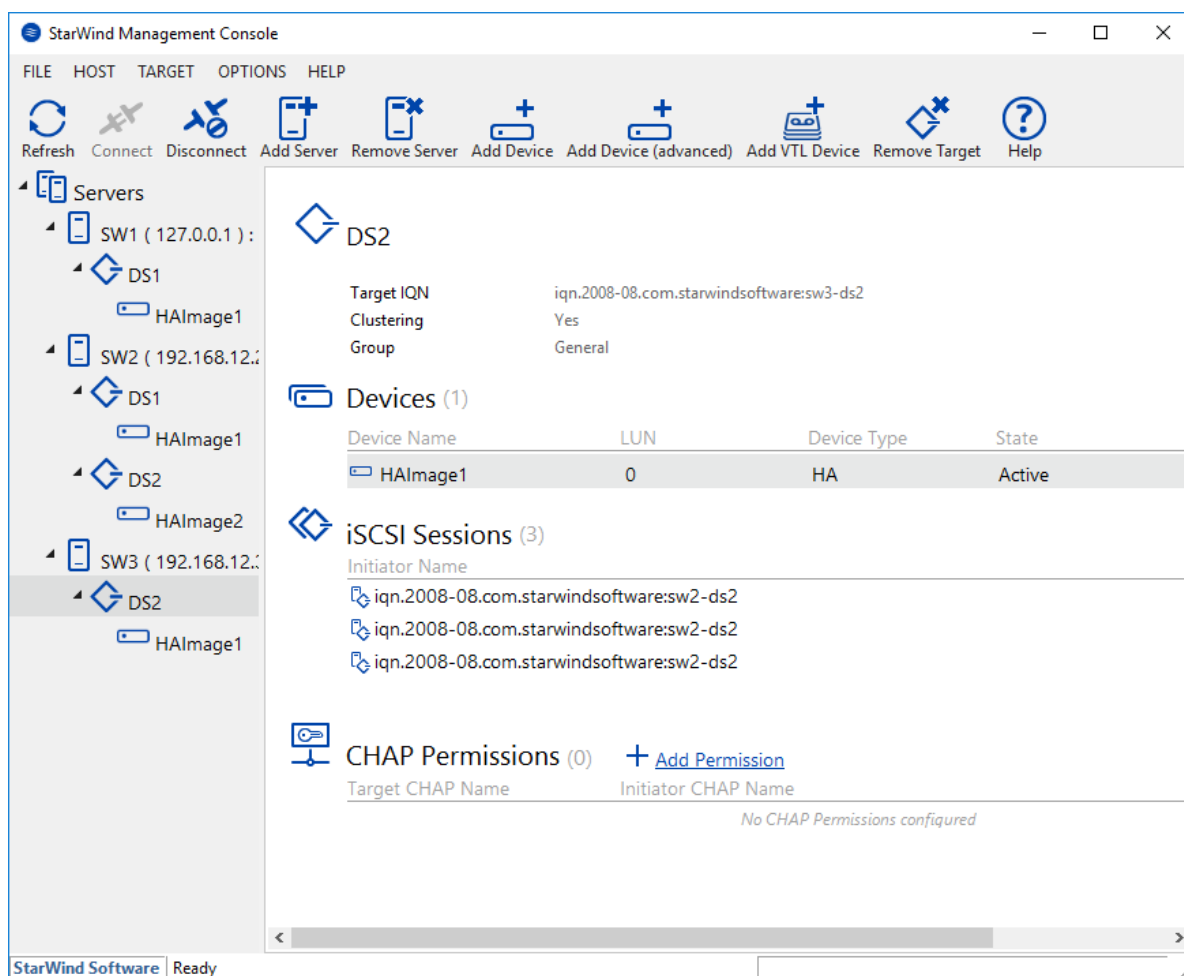 StarWind Management Console
FILE HOST TARGET OPTIONS HELP
Refresh Connect Disconnect Add Server Remove Server Add Device Add Device (advanced) Add VTL Device Remove Target Help
Servers
SW1 ( 127.0.0.1 ) :
DS1
HAImage1
SW2 ( 192.168.12.2
DS1
HAImage1
DS2
HAImage2
SW3 ( 192.168.12.3
DS2
HAImage1
DS2
Target IQN iqn.2008-08.com.starwindsoftware:sw3-ds2
Clustering Yes
Group General
Devices (1)
Device Name LUN Device Type State
HAImage1 0 HA Active
iSCSI Sessions (3)
Initiator Name
iqn.2008-08.com.starwindsoftware:sw2-ds2
iqn.2008-08.com.starwindsoftware:sw2-ds2
iqn.2008-08.com.starwindsoftware:sw2-ds2
CHAP Permissions (0) Add Permission
Target CHAP Name Initiator CHAP Name
No CHAP Permissions configured
StarWind Software Ready